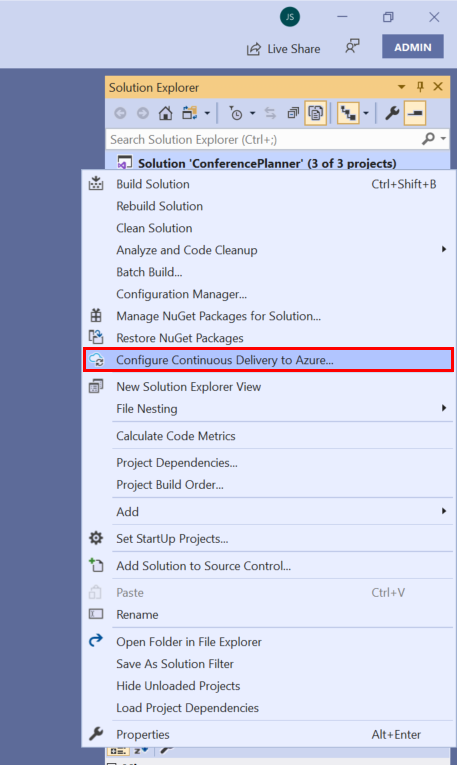 JS
Live Share
ADMIN
Solution Explorer
Search Solution Explorer (Ctrl+;)
Solution 'ConferencePlanner' (3 of 3 projects)
Build Solution Ctrl+Shift+B
Rebuild Solution
Clean Solution
Analyze and Code Cleanup
Batch Build...
Configuration Manager...
Manage NuGet Packages for Solution...
Restore NuGet Packages
Configure Continuous Delivery to Azure...
New Solution Explorer View
File Nesting
Calculate Code Metrics
Project Dependencies...
Project Build Order...
Add
Set StartUp Projects...
Add Solution to Source Control...
Paste Ctrl+V
Rename
Open Folder in File Explorer
Save As Solution Filter
Hide Unloaded Projects
Load Project Dependencies
Properties Alt+Enter